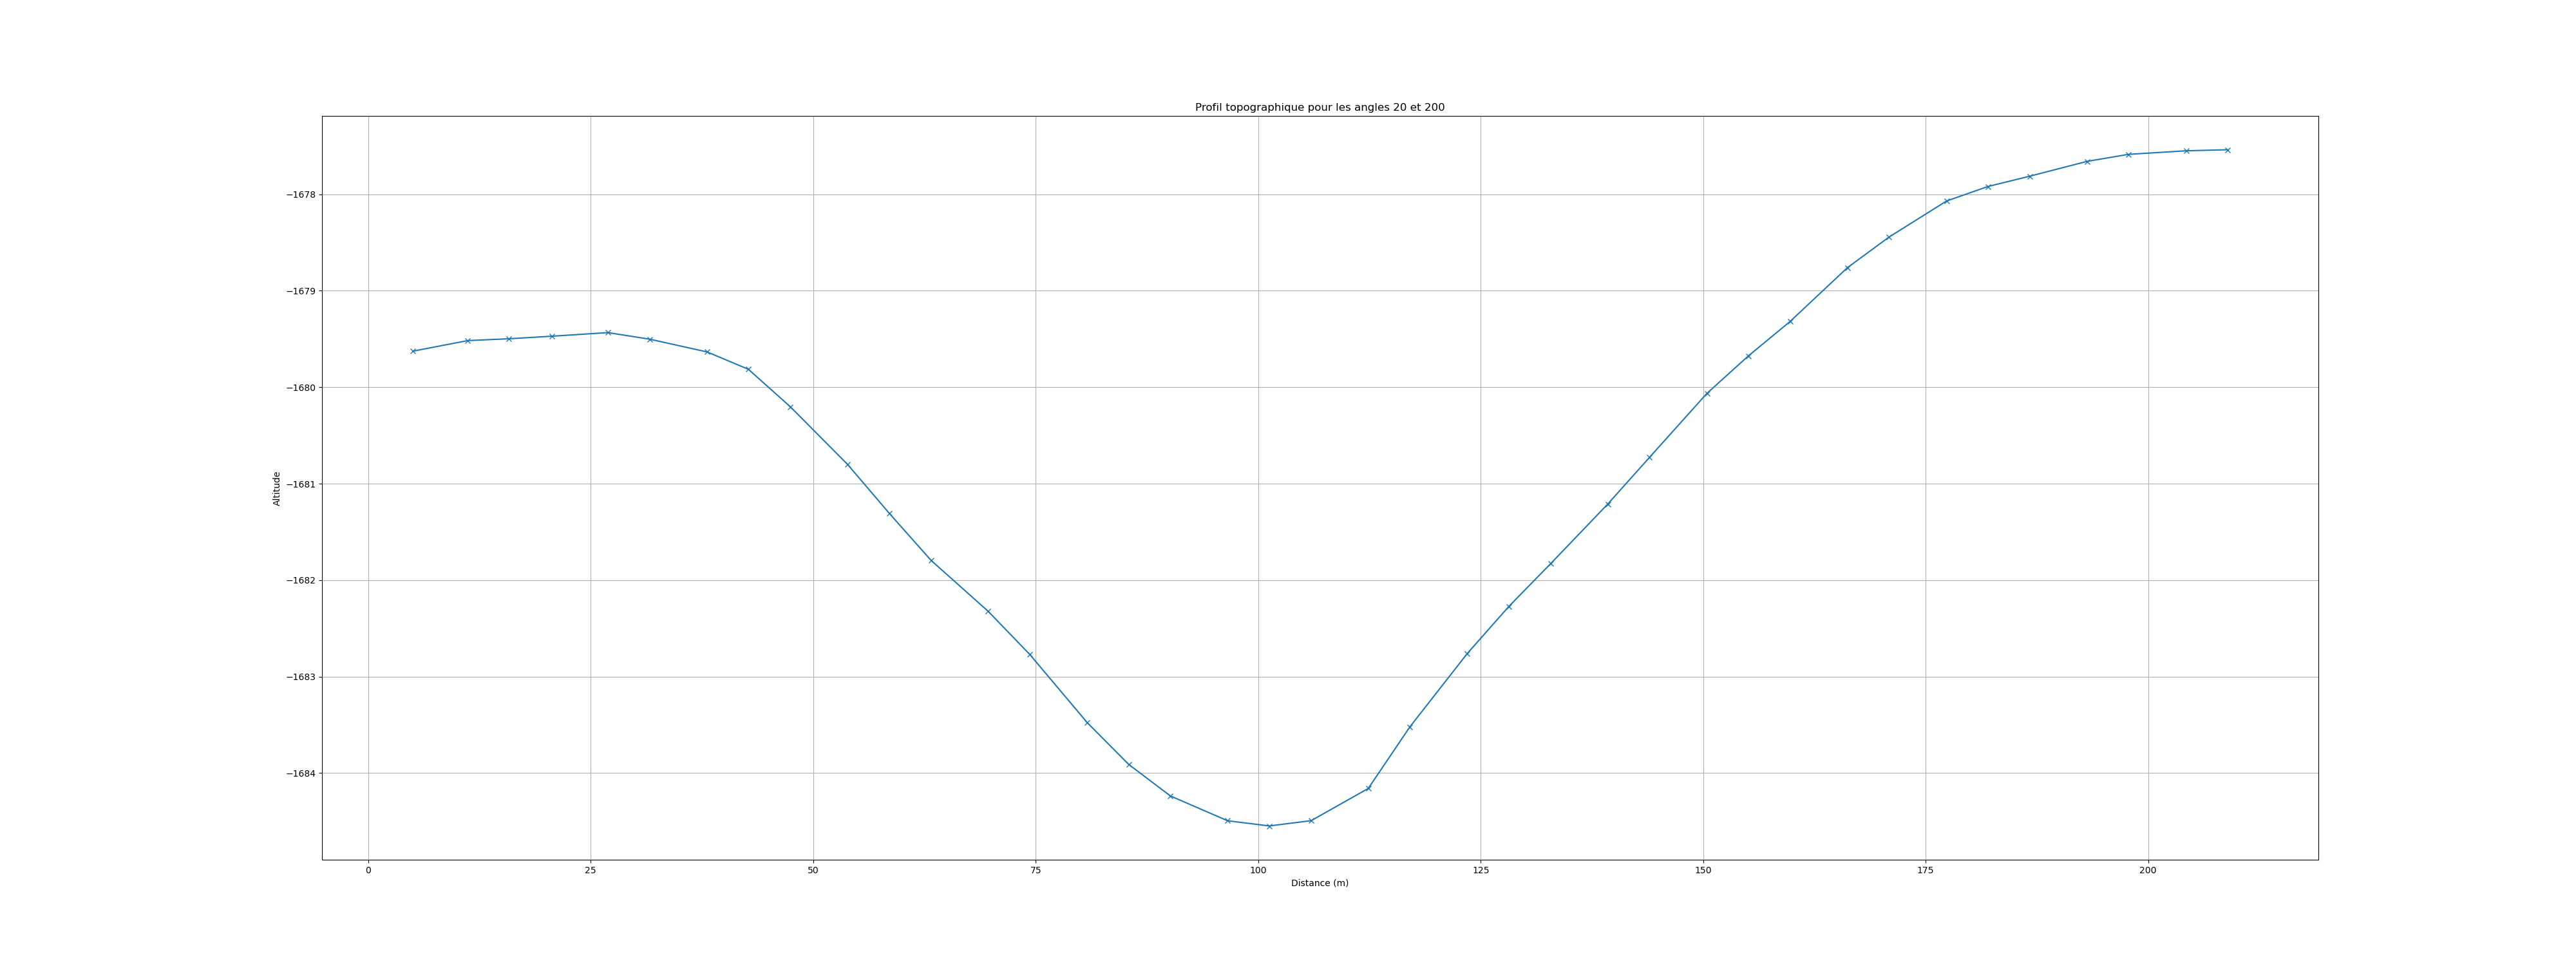 Profil topographique pour les angles 20 et 200
Altitude
−1678
−1679
−1680
−1681
−1682
−1683
−1684
0 25 50 75 100 125 150 175 200
Distance (m)